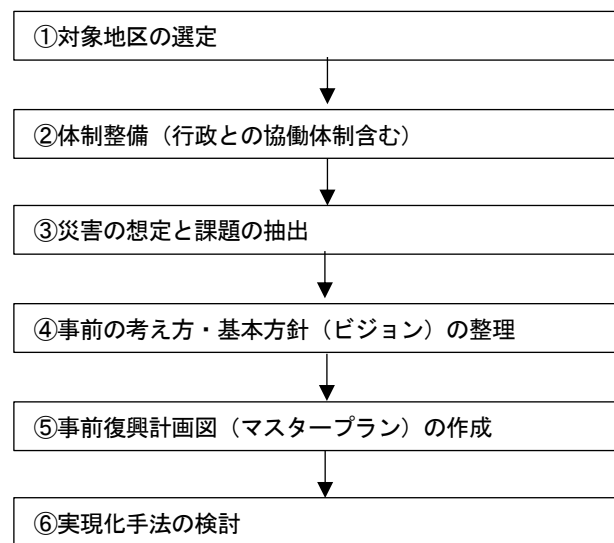 ①対象地区の選定
②体制整備（行政との協働体制含む）
③災害の想定と課題の抽出
④事前の考え方・基本方針（ビジョン）の整理
⑤事前復興計画図（マスタープラン）の作成
⑥実現化手法の検討